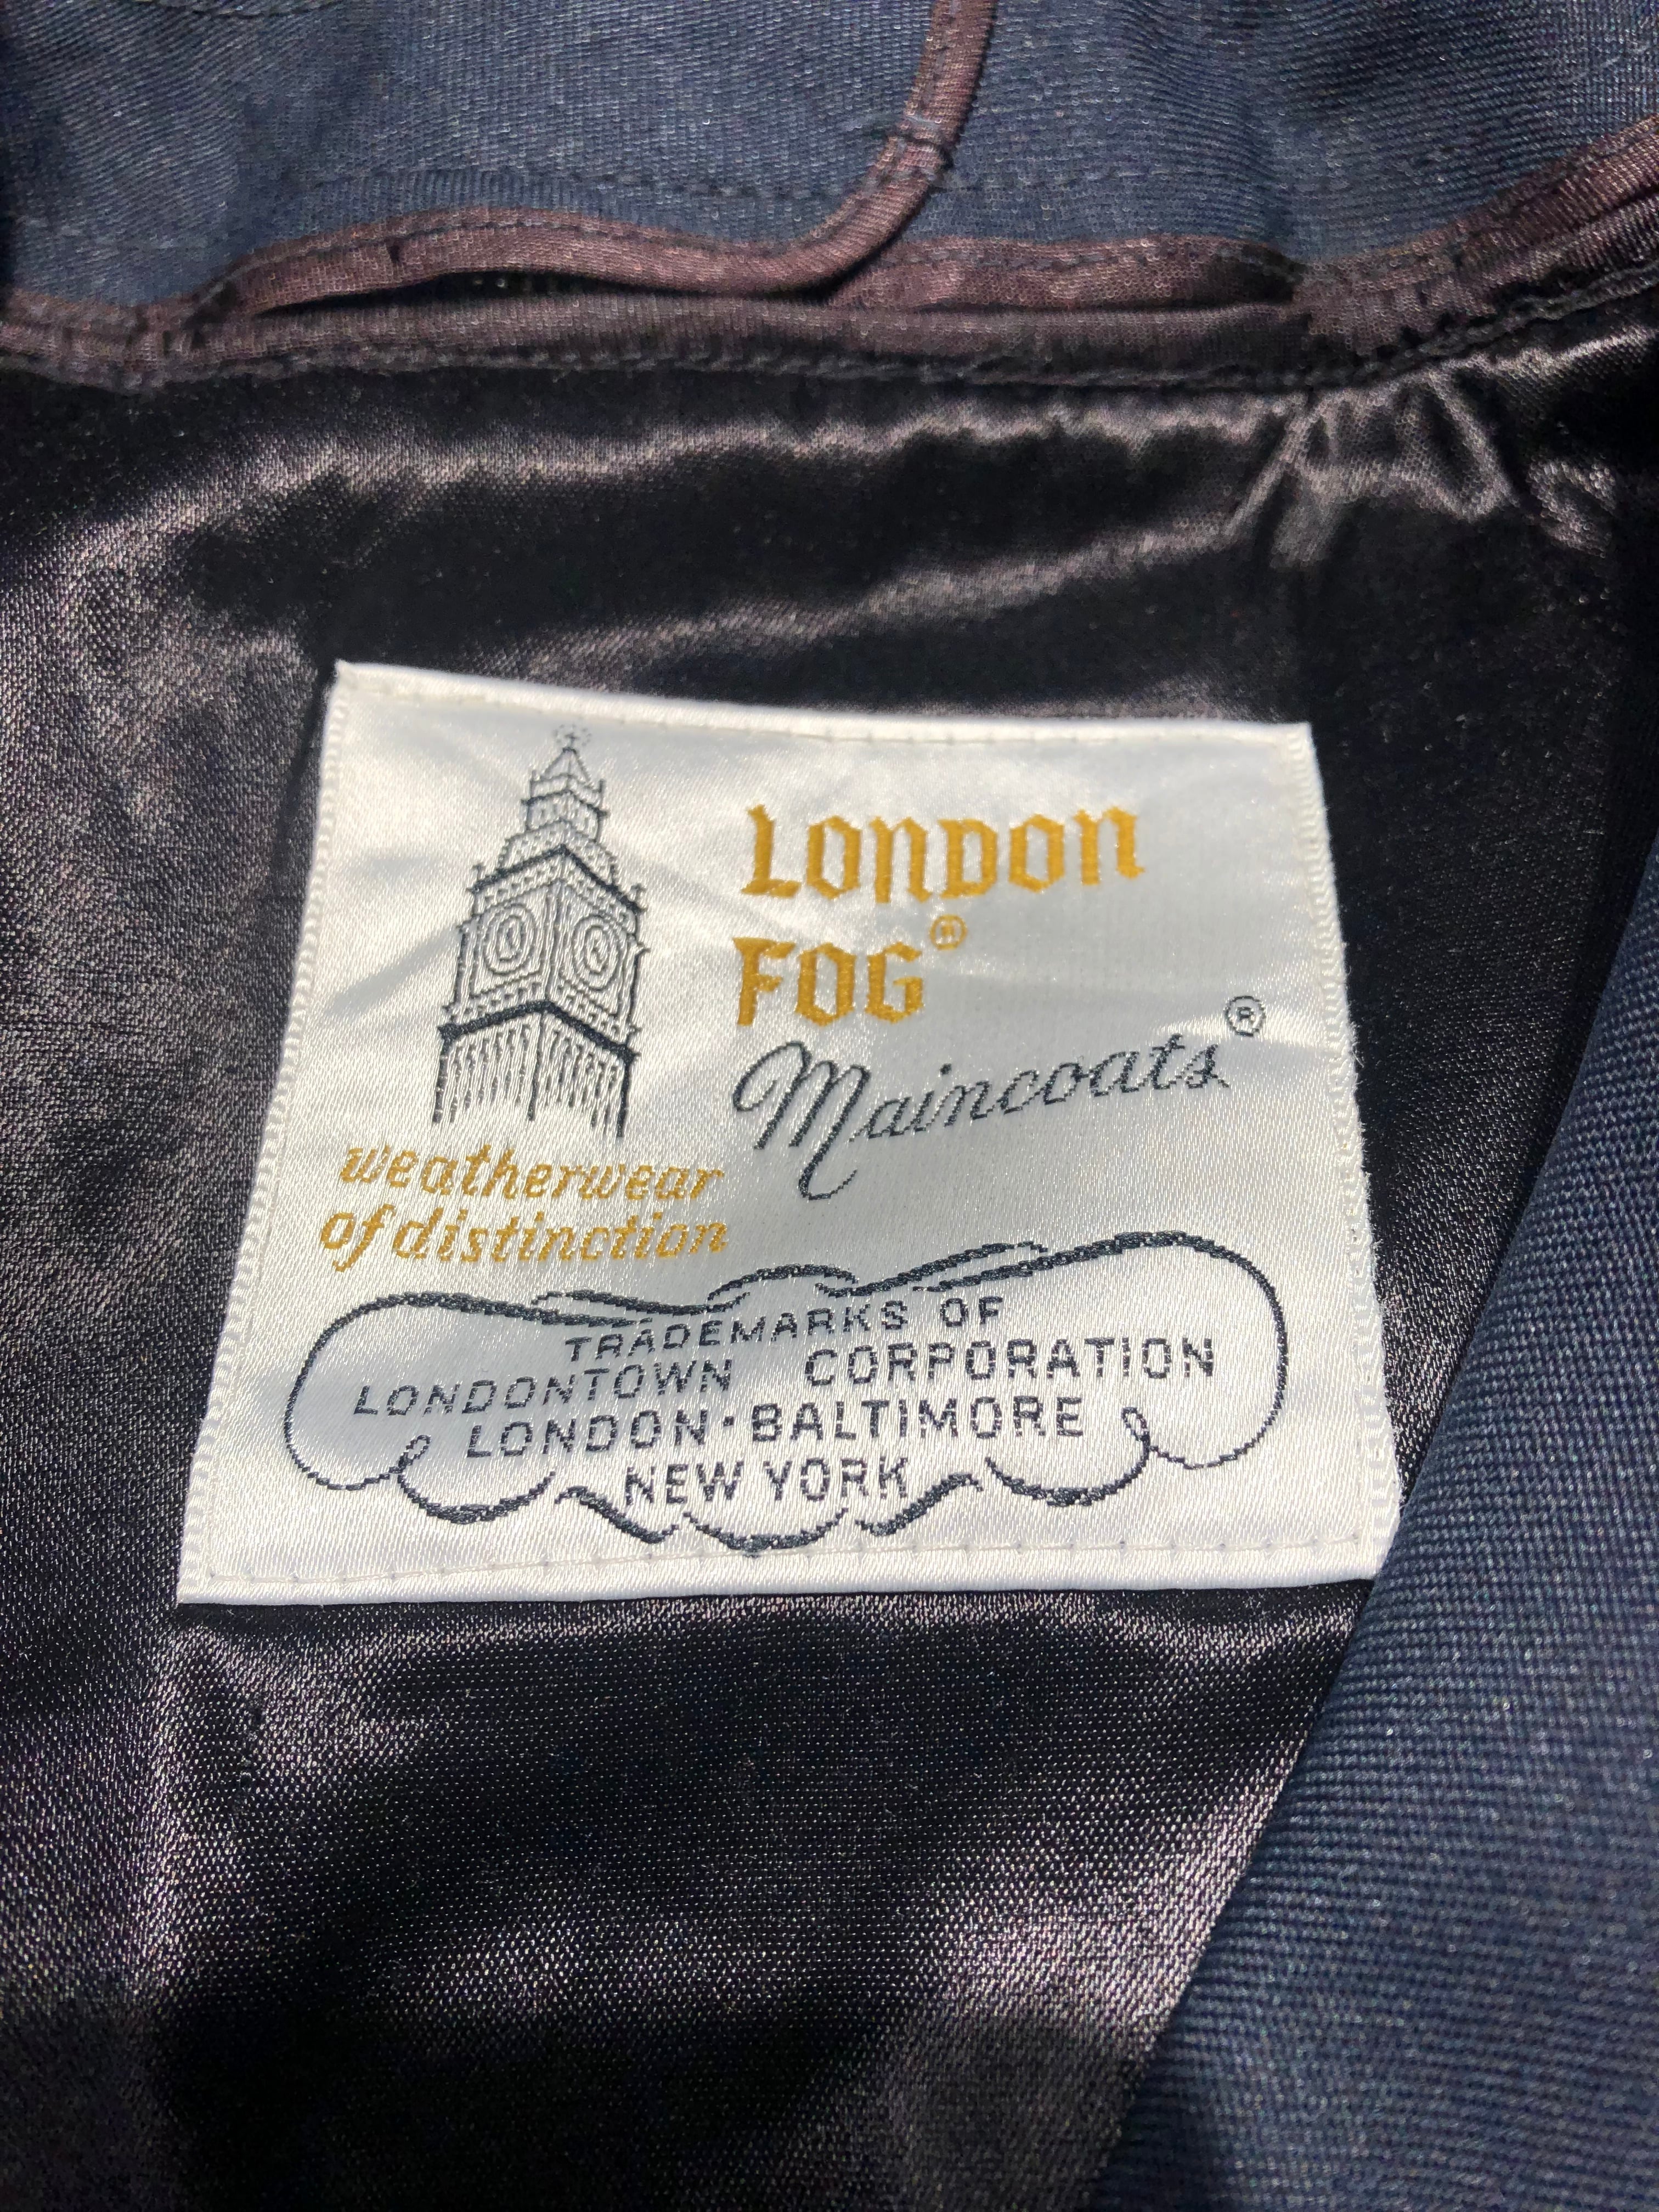 LONDON
FOG®
Maincoats®
weatherwear
of distinction
TRADEMARKS OF
LONDONTOWN CORPORATION
LONDON·BALTIMORE
NEW YORK